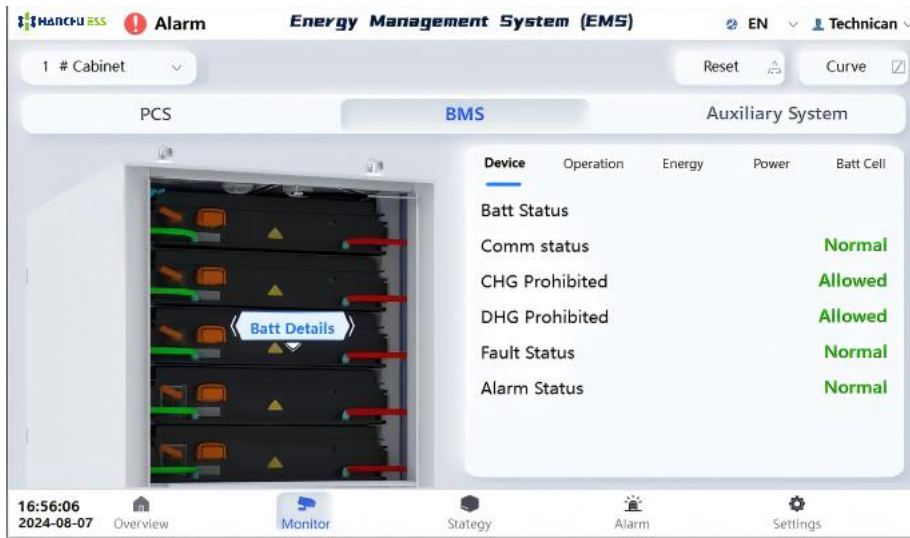 HANCHU ESS
Alarm
Energy Management System (EMS)
EN
Technican
1 # Cabinet
Reset
Curve
PCS
BMS
Auxiliary System
Device
Operation
Energy
Power
Batt Cell
Batt Status
Comm status Normal
CHG Prohibited Allowed
DHG Prohibited Allowed
Fault Status Normal
Alarm Status Normal
Batt Details
16:56:06
2024-08-07
Overview
Monitor
Stategy
Alarm
Settings